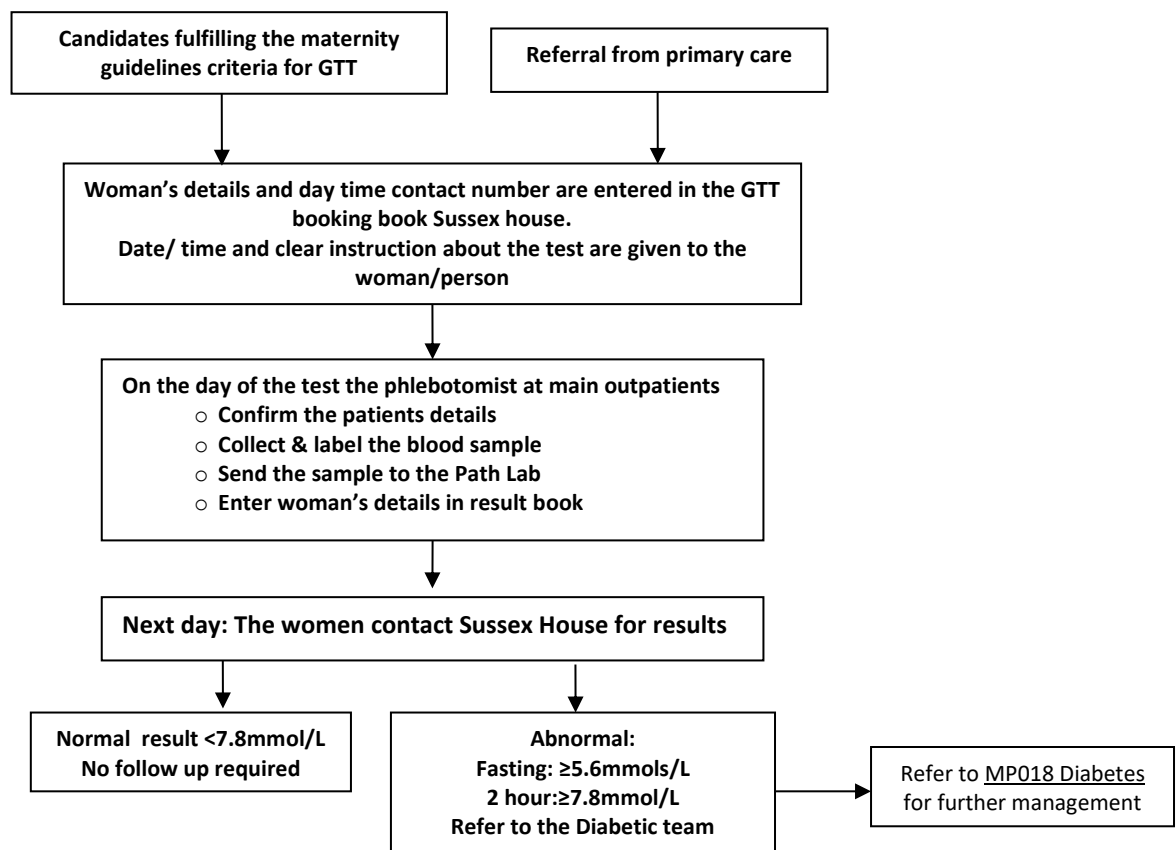 Candidates fulfilling the maternity
guidelines criteria for GTT
Referral from primary care
Woman’s details and day time contact number are entered in the GTT
booking book Sussex house.
Date/ time and clear instruction about the test are given to the
woman/person
On the day of the test the phlebotomist at main outpatients
o Confirm the patients details
o Collect & label the blood sample
o Send the sample to the Path Lab
o Enter woman’s details in result book
Next day: The women contact Sussex House for results
Normal result <7.8mmol/L
No follow up required
Abnormal:
Fasting: ≥5.6mmols/L
2 hour:≥7.8mmol/L
Refer to the Diabetic team
Refer to MP018 Diabetes
for further management